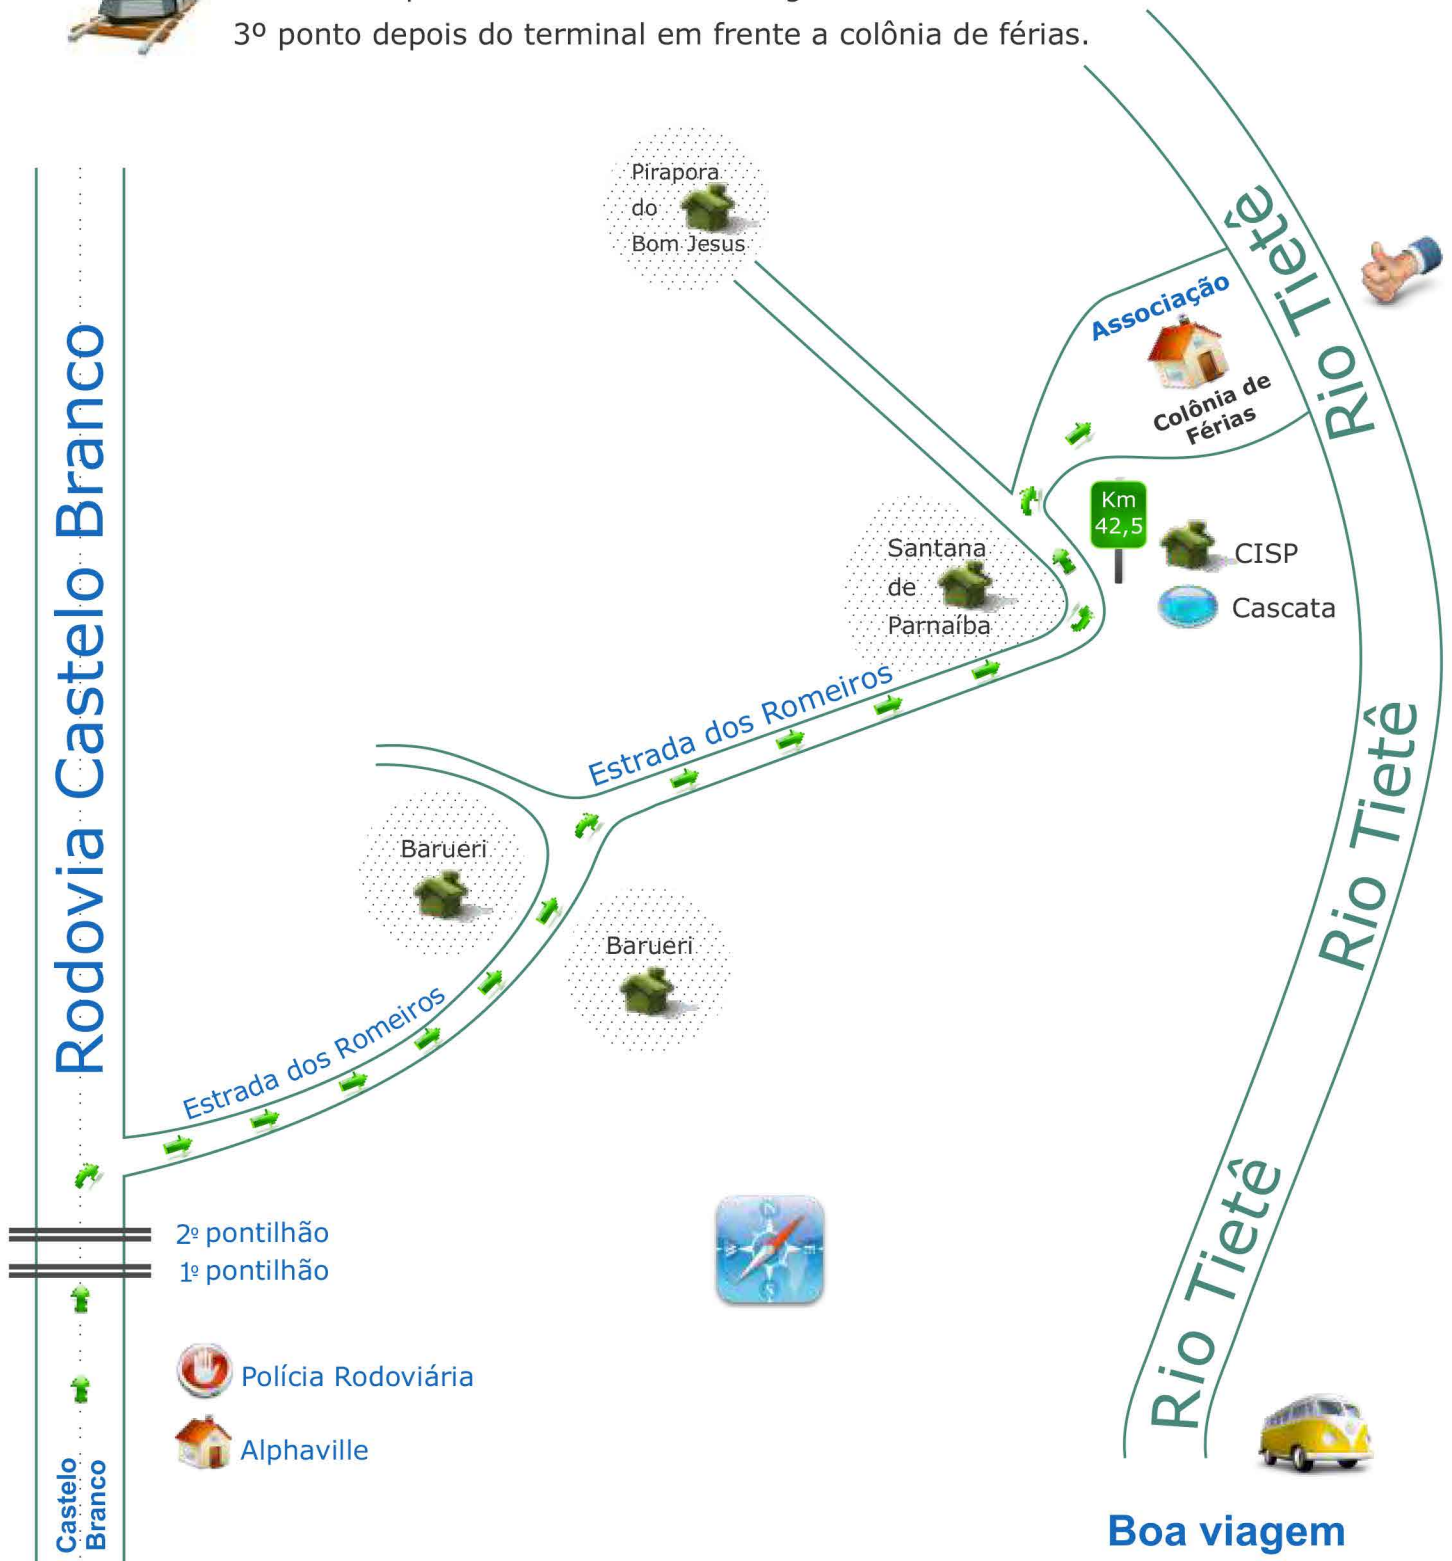 3º ponto depois do terminal em frente a colônia de férias.
Pirapora
do
Bom Jesus
Rio Tietê
Associação
Colônia de
Férias
Km
42,5
CISP
Cascata
Santana
de
Parnaíba
Estrada dos Romeiros
Rodovia Castelo Branco
Barueri
Barueri
Rio Tietê
Estrada dos Romeiros
2º pontilhão
1º pontilhão
N
W
E
S
Rio Tietê
Polícia Rodoviária
Alphaville
Castelo
Branco
Boa viagem